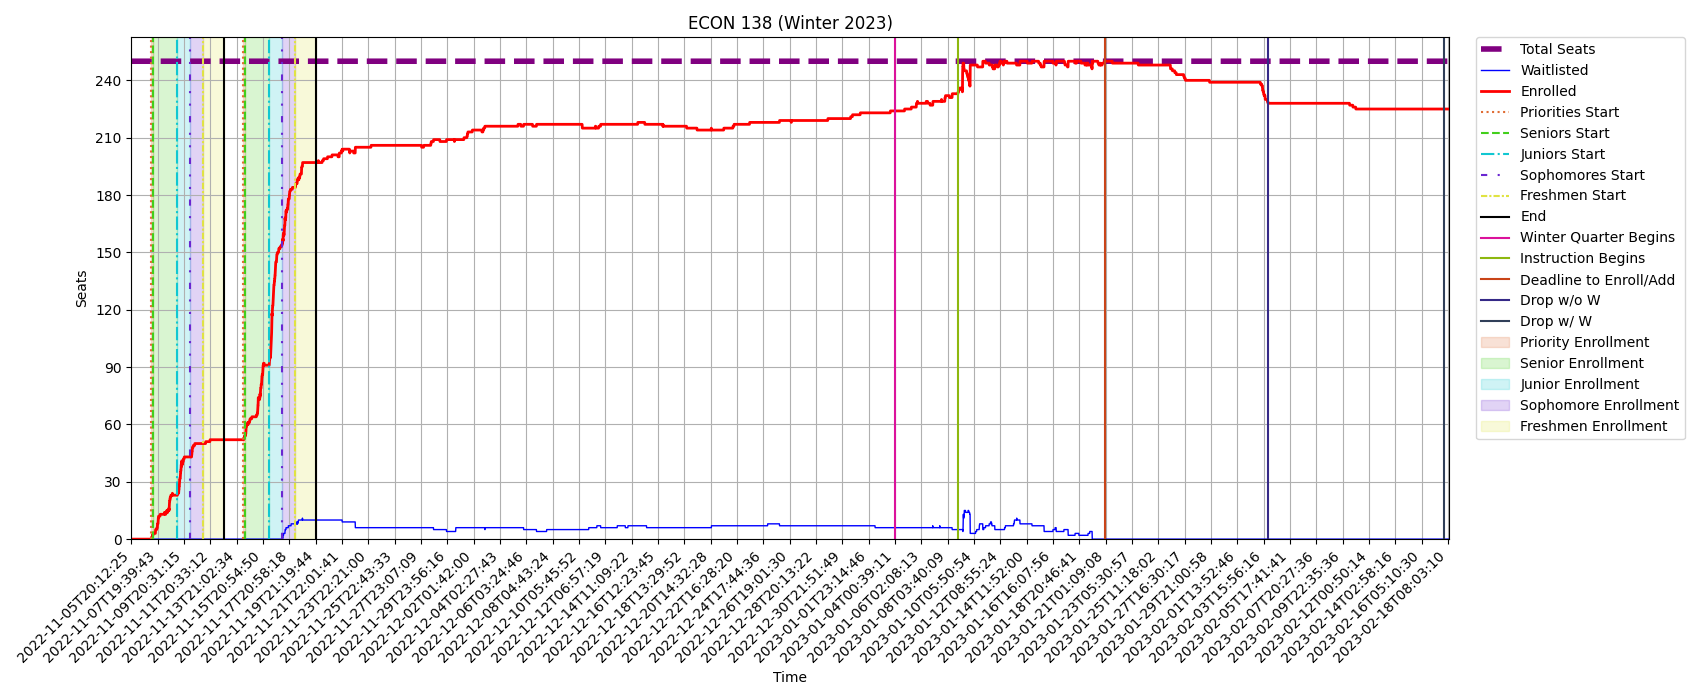 ECON 138 (Winter 2023)
Seats
240
210
180
150
120
90
60
30
0
2022-11-05T20:12:25
2022-11-07T19:39:43
2022-11-09T20:31:15
2022-11-11T20:33:12
2022-11-13T21:02:34
2022-11-15T20:54:50
2022-11-17T20:58:18
2022-11-19T21:19:44
2022-11-21T22:01:41
2022-11-23T22:21:00
2022-11-25T22:43:33
2022-11-27T23:07:09
2022-11-29T23:56:16
2022-12-02T01:42:00
2022-12-04T02:27:43
2022-12-06T03:24:46
2022-12-08T04:43:24
2022-12-10T05:45:52
2022-12-12T06:57:19
2022-12-14T11:09:22
2022-12-16T12:23:45
2022-12-18T13:29:52
2022-12-20T14:32:28
2022-12-22T16:28:20
2022-12-24T17:44:36
2022-12-26T19:01:30
2022-12-28T20:13:22
2022-12-30T21:51:49
2023-01-01T23:14:46
2023-01-04T00:39:11
2023-01-06T02:08:13
2023-01-08T03:40:09
2023-01-10T05:50:54
2023-01-12T08:55:24
2023-01-14T11:52:00
2023-01-16T16:07:56
2023-01-18T20:46:41
2023-01-21T01:09:08
2023-01-23T05:30:57
2023-01-25T11:18:02
2023-01-27T16:30:17
2023-01-29T21:00:58
2023-02-01T13:52:46
2023-02-03T15:56:16
2023-02-05T17:41:41
2023-02-07T20:27:36
2023-02-09T22:35:36
2023-02-12T00:50:14
2023-02-14T02:58:16
2023-02-16T05:10:30
2023-02-18T08:03:10
Time
Total Seats
Waitlisted
Enrolled
Priorities Start
Seniors Start
Juniors Start
Sophomores Start
Freshmen Start
End
Winter Quarter Begins
Instruction Begins
Deadline to Enroll/Add
Drop w/o W
Drop w/ W
Priority Enrollment
Senior Enrollment
Junior Enrollment
Sophomore Enrollment
Freshmen Enrollment